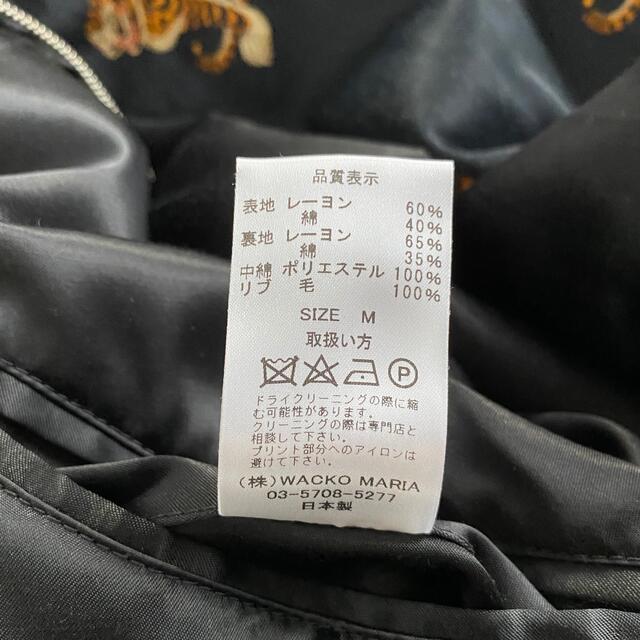 品質表示
表地 レーヨン 60%
綿 40%
裏地 レーヨン 65%
綿 35%
中綿 ポリエステル 100%
リブ 毛 100%
SIZE M
取扱い方
P
ドライクリーニングの際に縮
む可能性があります。
クリーニングの際は専門店と
相談して下さい。
プリント部分へのアイロンは
避けて下さい。
(株)WACKO MARIA
03-5708-5277
日本製